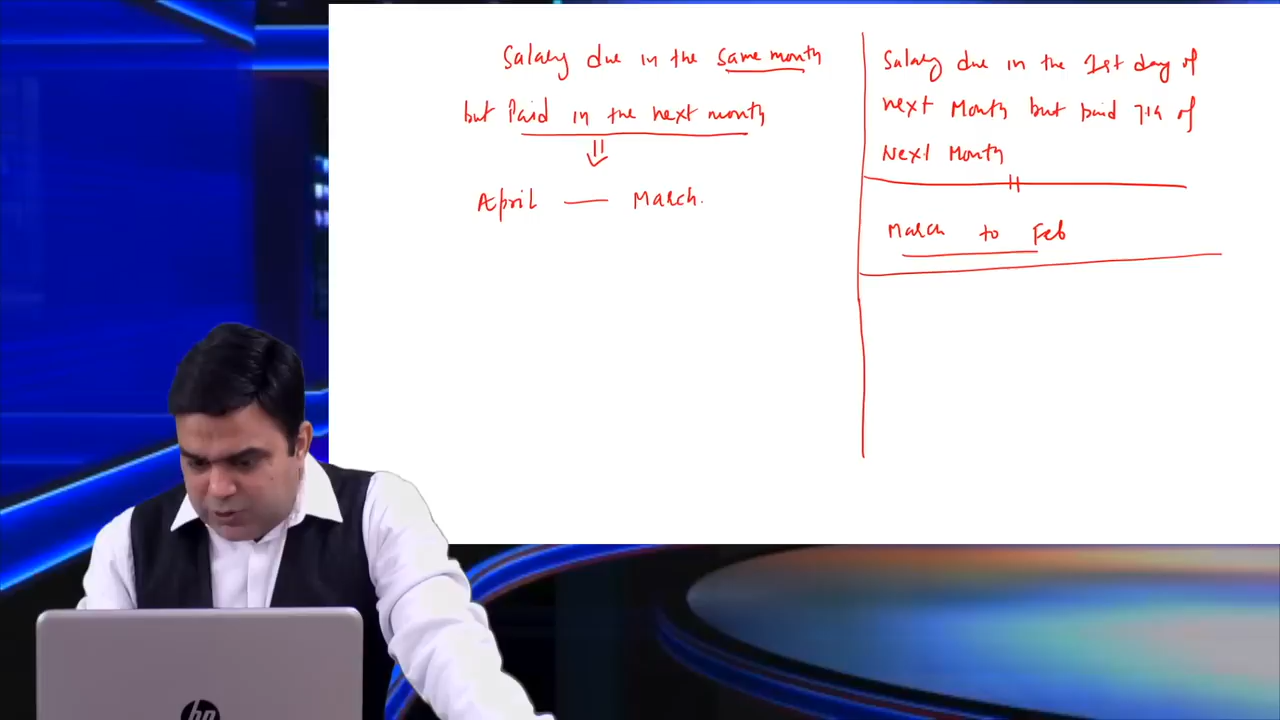 Salary due in the same month
but Paid in the next month
April — March.
Salary due in the 1st day of
next Month but paid 7th of
Next Month
March to Feb
hp